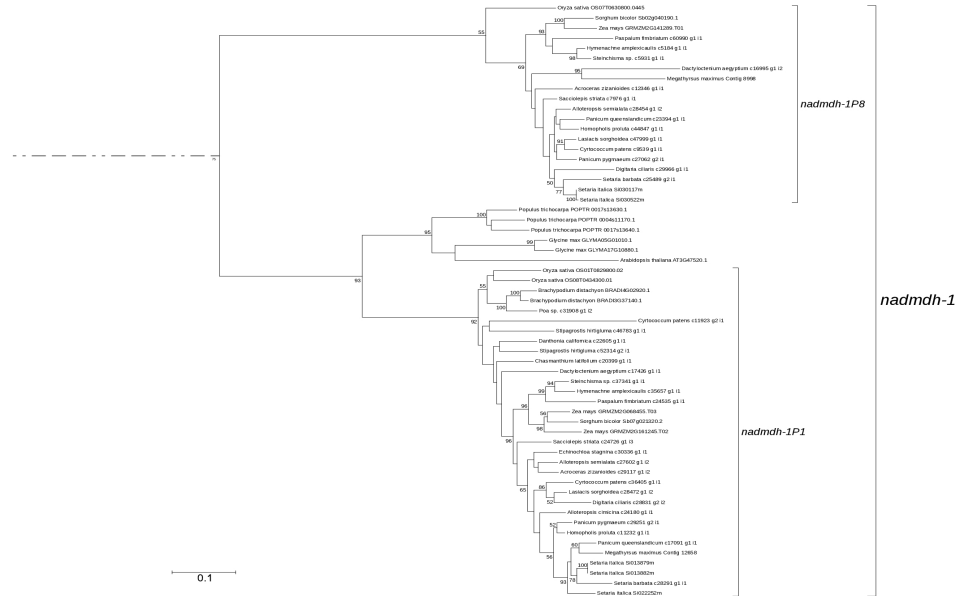 Oryza sativa OS07T0630800.0445
Sorghum bicolor Sb02g040190.1
100
Zea mays GRMZM2G141289.T01
55
93
Paspalum fimbriatum c60990 g1 i1
Hymenachne amplexicaulis c5184 g1 i1
98
Steinchisma sp. c5931 g1 i1
69
95
Dactyloctenium aegyptium c16995 g1 i2
Megathyrsus maximus Contig 8998
Acroceras zizanioides c12346 g1 i1
Sacciolepis striata c7976 g1 i1
nadmdh-1P8
Alloteropsis semialata c28454 g1 i2
Panicum queenslandicum c23394 g1 i1
Homopholis proluta c44847 g1 i1
Lasiacis sorghoidea c47999 g1 i1
91
Cyrtococcum patens c9539 g1 i1
Panicum pygmaeum c27062 g2 i1
Digitaria ciliaris c29966 g1 i1
50
Setaria barbata c25489 g2 i1
77
Setaria italica Si030117m
100
Setaria italica Si030522m
Populus trichocarpa POPTR 0017s13630.1
100
Populus trichocarpa POPTR 0004s11170.1
95
Populus trichocarpa POPTR 0017s13640.1
99
Glycine max GLYMA05G01010.1
Glycine max GLYMA17G10880.1
Arabidopsis thaliana AT3G47520.1
93
Oryza sativa OS01T0829800.02
Oryza sativa OS08T0434300.01
55
100
Brachypodium distachyon BRADI4G02920.1
nadmdh-1
100
Brachypodium distachyon BRADI3G37140.1
Poa sp. c31908 g1 i2
92
Cyrtococcum patens c11923 g2 i1
Stipagrostis hirtigluma c46783 g1 i1
Danthonia californica c22605 g1 i1
Stipagrostis hirtigluma c52314 g2 i1
Chasmanthium latifolium c20399 g1 i1
Dactyloctenium aegyptium c17426 g1 i1
94
Steinchisma sp. c37341 g1 i1
99
Hymenachne amplexicaulis c35657 g1 i1
Paspalum fimbriatum c24535 g1 i1
96
56
Zea mays GRMZM2G068455.T03
Sorghum bicolor Sb07g023320.2
98
Zea mays GRMZM2G161245.T02
nadmdh-1P1
96
Sacciolepis striata c24726 g1 i3
Echinochloa stagnina c30336 g1 i1
Alloteropsis semialata c27602 g1 i2
Acroceras zizanioides c29117 g1 i2
Cyrtococcum patens c36405 g1 i1
86
65
Lasiacis sorghoidea c28472 g1 i2
52
Digitaria ciliaris c28831 g2 i2
Alloteropsis cimicina c24180 g1 i1
52
Panicum pygmaeum c29251 g2 i1
Homopholis proluta c11232 g1 i1
60
Panicum queenslandicum c17091 g1 i1
56
Megathyrsus maximus Contig 12658
100
Setaria italica Si013879m
Setaria italica Si013882m
0.1
78
93
Setaria barbata c28291 g1 i1
Setaria italica Si022252m